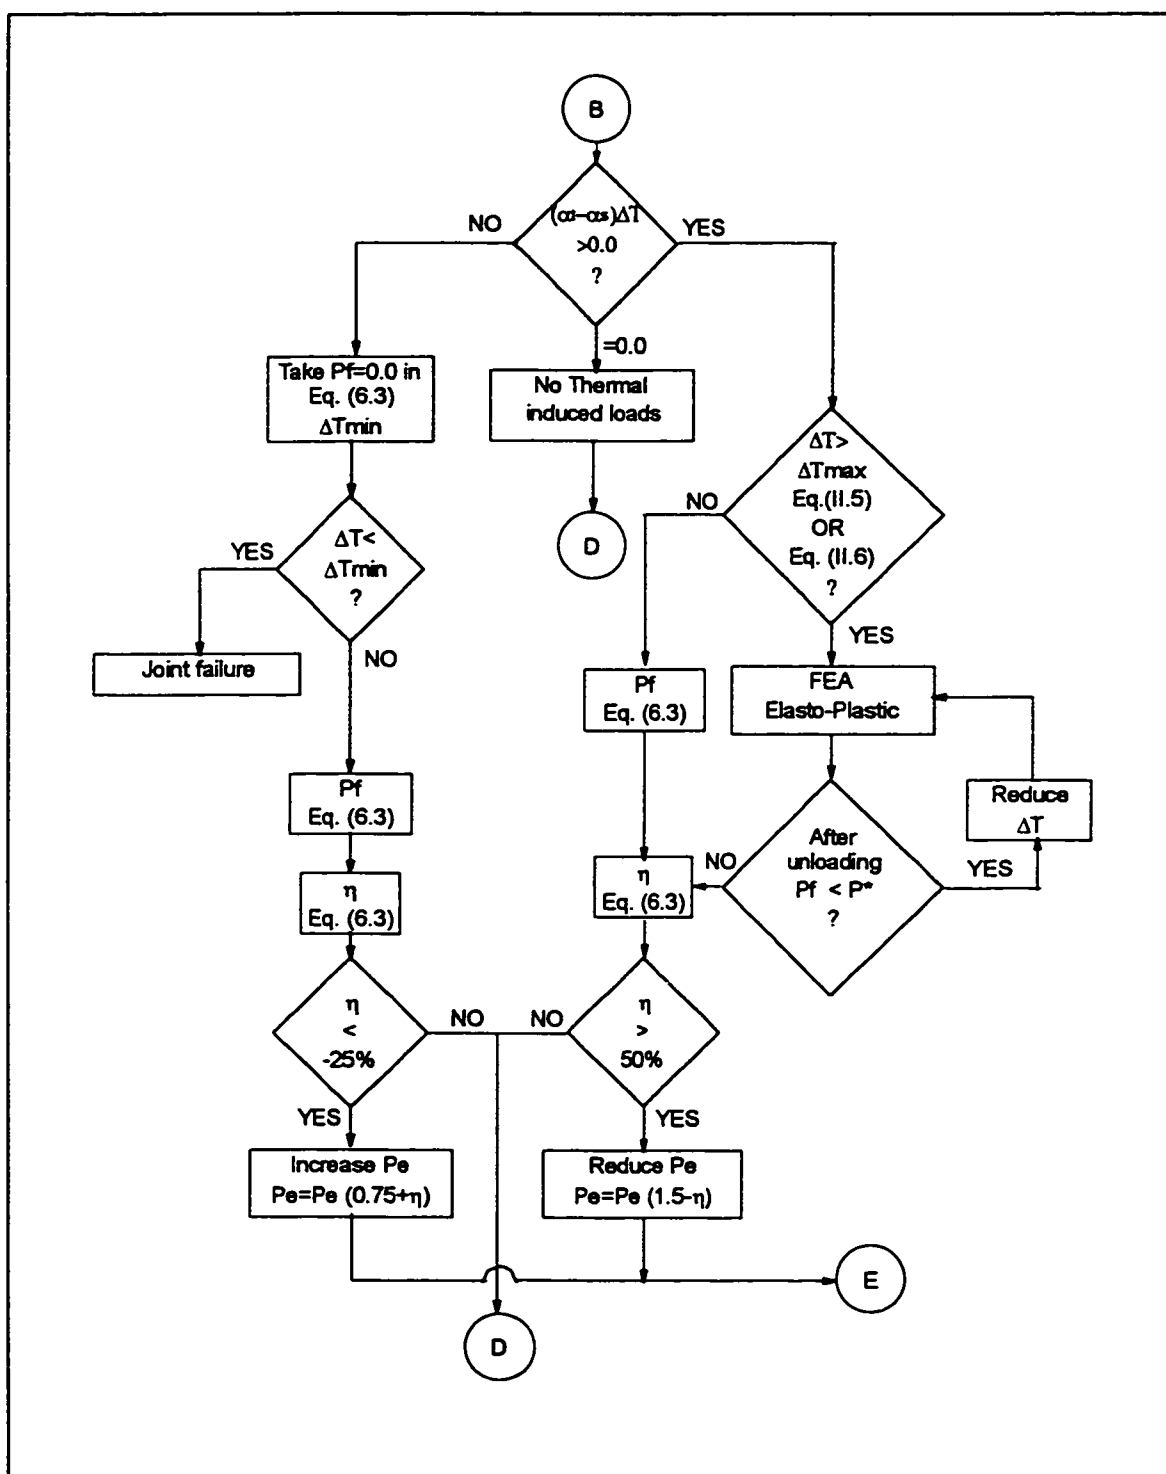 B
(αt–αs)ΔT
>0.0
?
NO
YES
=0.0
Take Pf=0.0 in
Eq. (6.3)
ΔTmin
No Thermal
induced loads
ΔT>
ΔTmax
Eq.(II.5)
OR
Eq. (II.6)
?
NO
YES
D
ΔT<
ΔTmin
?
YES
NO
Joint failure
Pf
Eq. (6.3)
FEA
Elasto-Plastic
Pf
Eq. (6.3)
Reduce
ΔT
After
unloading
Pf < P*
?
NO
YES
η
Eq. (6.3)
η
Eq. (6.3)
η
<
-25%
NO
YES
η
>
50%
NO
YES
Increase Pe
Pe=Pe (0.75+η)
Reduce Pe
Pe=Pe (1.5-η)
E
D